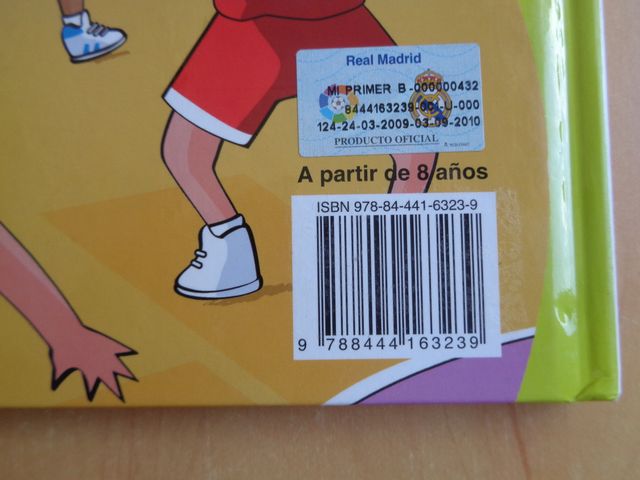 Real Madrid
MI PRIMER B-000000432
8444163239-001-U-000
124-24-03-2009-03-09-2010
PRODUCTO OFICIAL
A partir de 8 años
ISBN 978-84-441-6323-9
9 788444 163239